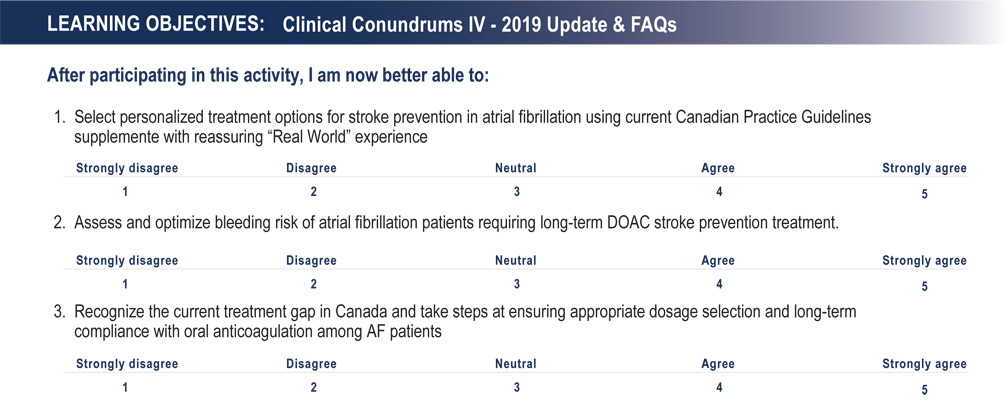 LEARNING OBJECTIVES: Clinical Conundrums IV - 2019 Update & FAQs
After participating in this activity, I am now better able to:
1. Select personalized treatment options for stroke prevention in atrial fibrillation using current Canadian Practice Guidelines
supplemente with reassuring “Real World” experience
Strongly disagree Disagree Neutral Agree Strongly agree
1 2 3 4 5
2. Assess and optimize bleeding risk of atrial fibrillation patients requiring long-term DOAC stroke prevention treatment.
Strongly disagree Disagree Neutral Agree Strongly agree
1 2 3 4 5
3. Recognize the current treatment gap in Canada and take steps at ensuring appropriate dosage selection and long-term
compliance with oral anticoagulation among AF patients
Strongly disagree Disagree Neutral Agree Strongly agree
1 2 3 4 5